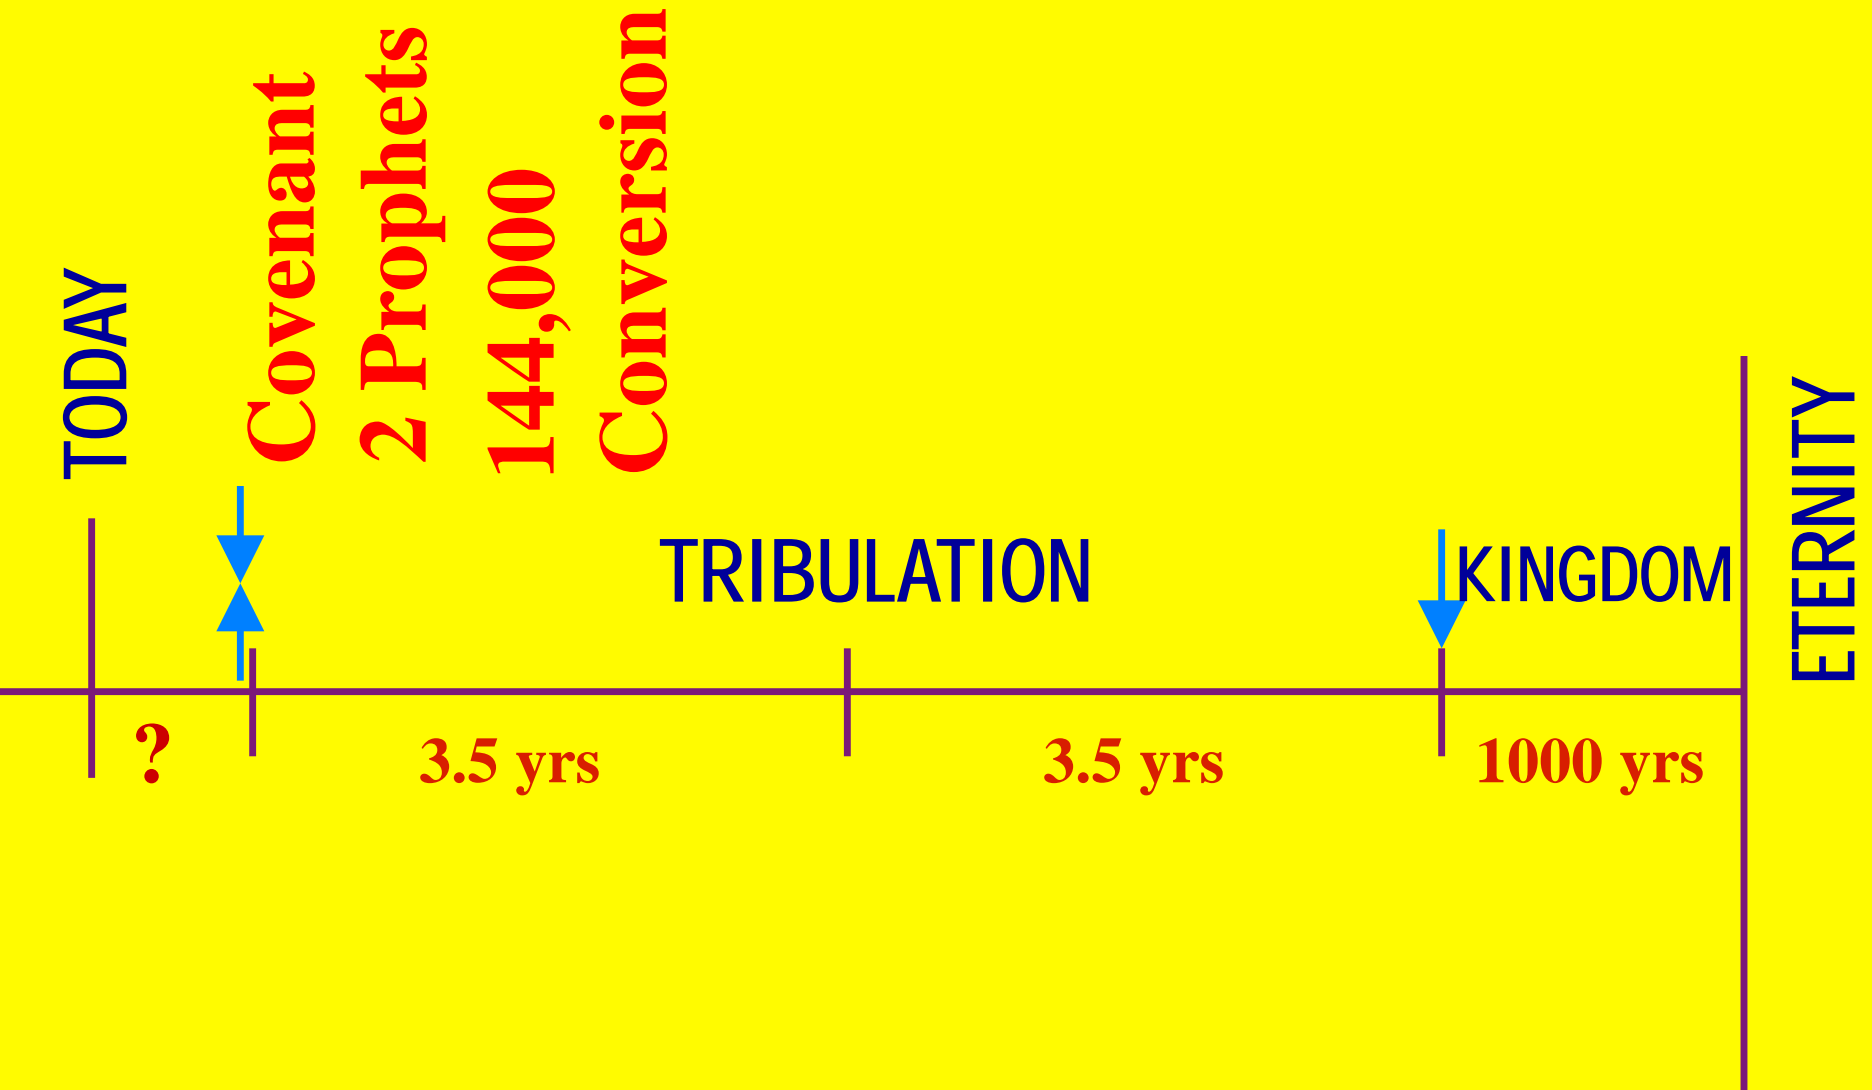 TODAY
Covenant
2 Prophets
144,000
Conversion
TRIBULATION
KINGDOM
ETERNITY
?
3.5 yrs
3.5 yrs
1000 yrs